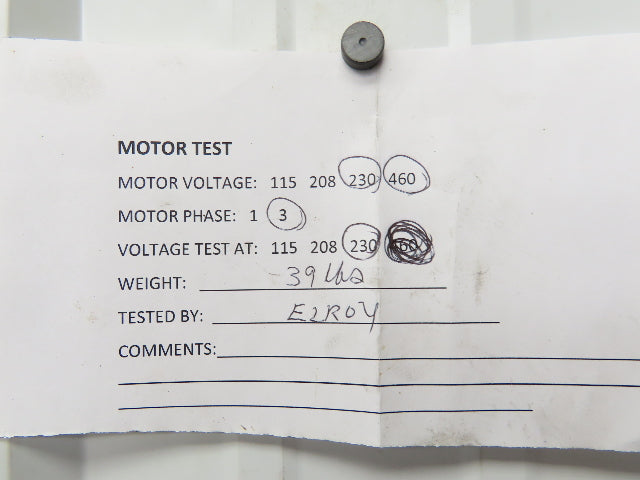 MOTOR TEST
MOTOR VOLTAGE: 115 208 230 460
MOTOR PHASE: 1 3
VOLTAGE TEST AT: 115 208 230 460
WEIGHT: 39 lbs
TESTED BY: ELROY
COMMENTS: